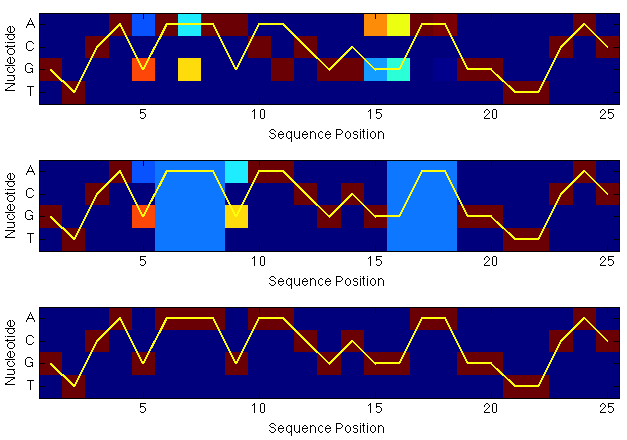 Nucleotide
A
C
G
T
5
10
15
20
25
Sequence Position
Nucleotide
A
C
G
T
5
10
15
20
25
Sequence Position
Nucleotide
A
C
G
T
5
10
15
20
25
Sequence Position